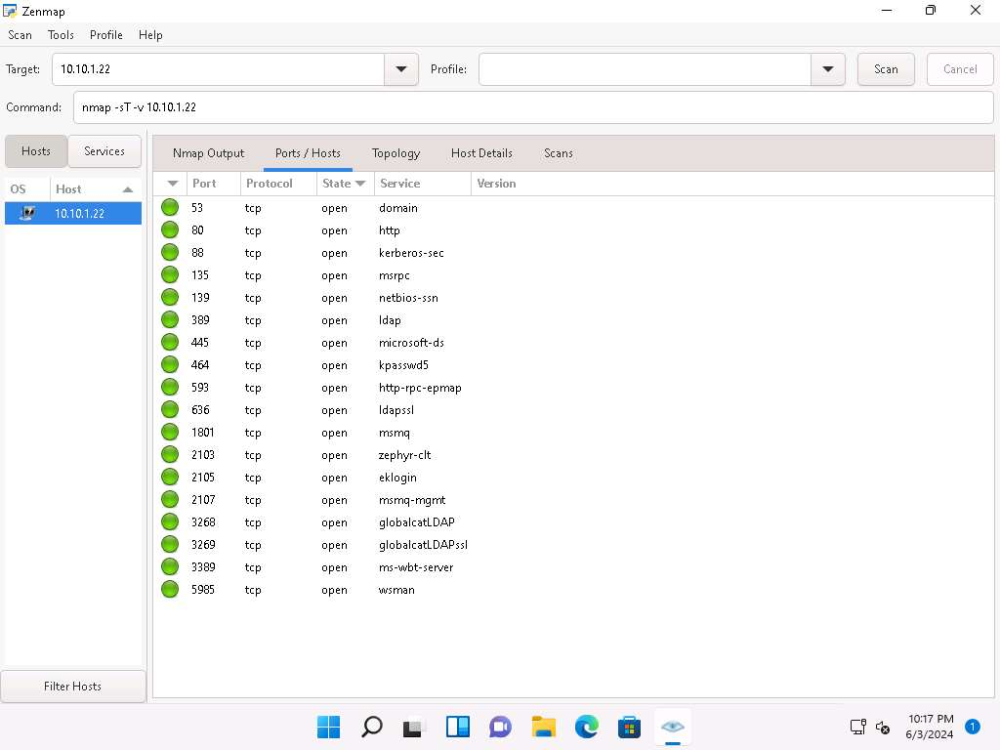 Zenmap
Scan Tools Profile Help
Target: 10.10.1.22 Profile: Scan Cancel
Command: nmap -sT -v 10.10.1.22
Hosts Services Nmap Output Ports / Hosts Topology Host Details Scans
OS Host Port Protocol State Service Version
10.10.1.22
53 tcp open domain
80 tcp open http
88 tcp open kerberos-sec
135 tcp open msrpc
139 tcp open netbios-ssn
389 tcp open ldap
445 tcp open microsoft-ds
464 tcp open kpasswd5
593 tcp open http-rpc-epmap
636 tcp open ldapssl
1801 tcp open msmq
2103 tcp open zephyr-clt
2105 tcp open eklogin
2107 tcp open msmq-mgmt
3268 tcp open globalcatLDAP
3269 tcp open globalcatLDAPssl
3389 tcp open ms-wbt-server
5985 tcp open wsman
Filter Hosts
10:17 PM
6/3/2024
1